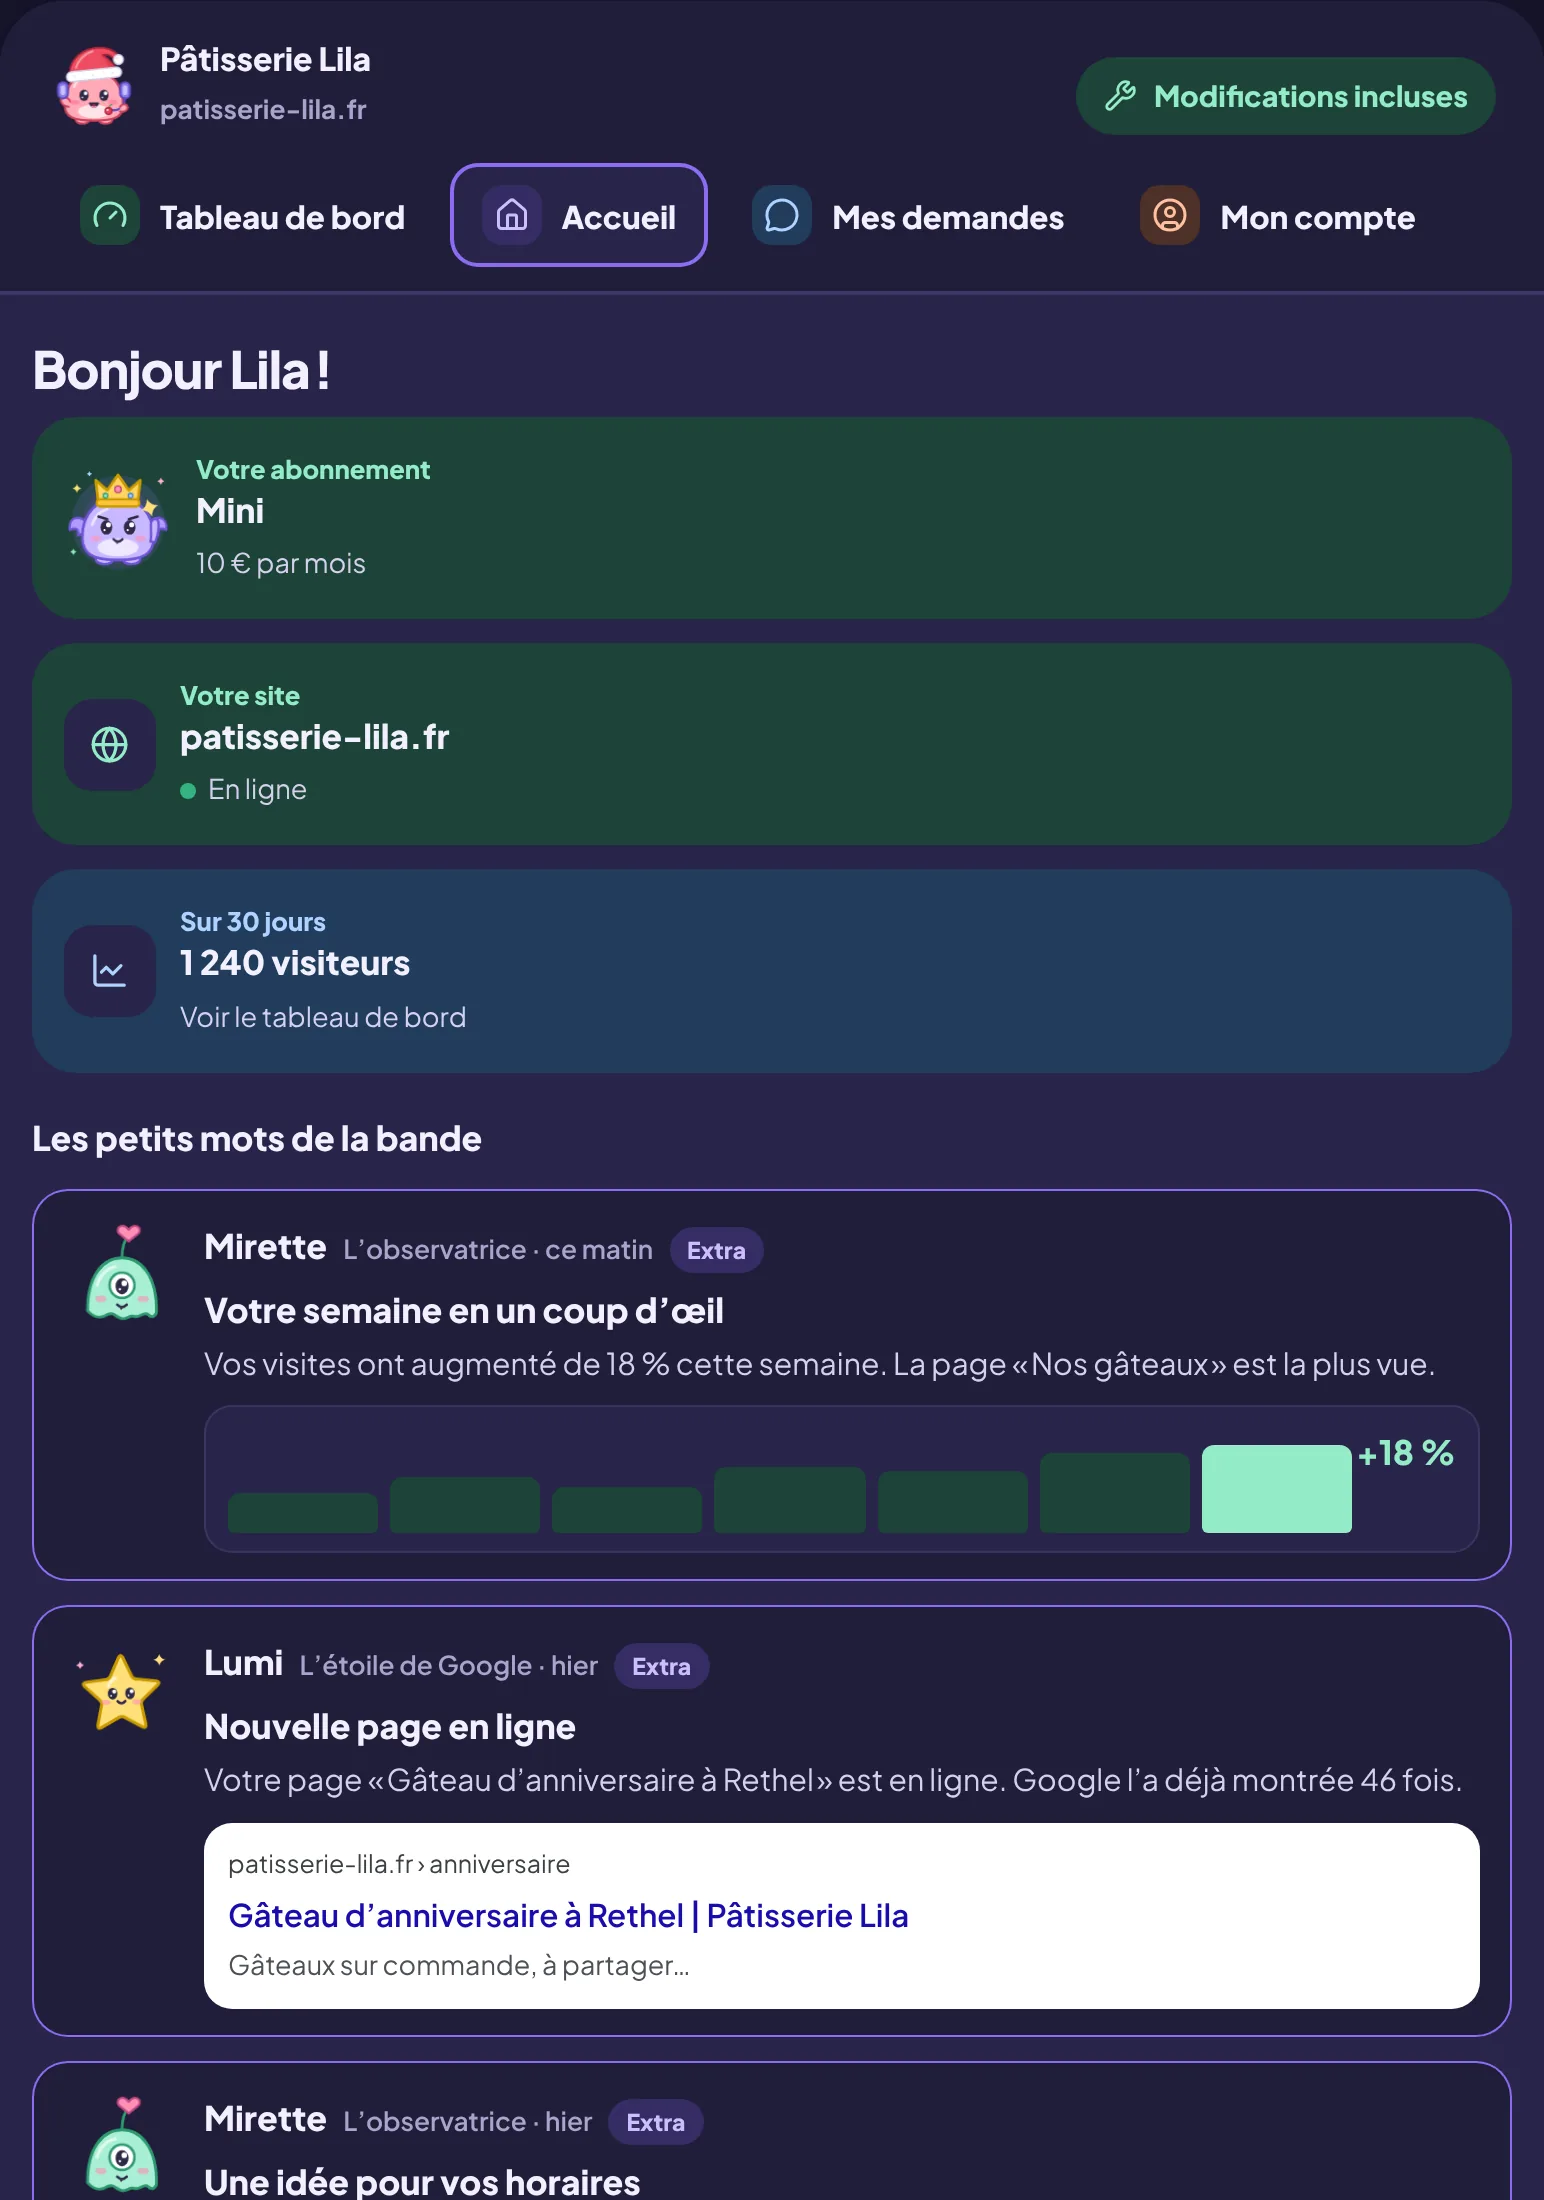 Pâtisserie Lila
patisserie-lila.fr
Modifications incluses
Tableau de bord
Accueil
Mes demandes
Mon compte
Bonjour Lila !
Votre abonnement
Mini
10 € par mois
Votre site
patisserie-lila.fr
En ligne
Sur 30 jours
1 240 visiteurs
Voir le tableau de bord
Les petits mots de la bande
Mirette L’observatrice · ce matin Extra
Votre semaine en un coup d’œil
Vos visites ont augmenté de 18 % cette semaine. La page « Nos gâteaux » est la plus vue.
+18 %
Lumi L’étoile de Google · hier Extra
Nouvelle page en ligne
Votre page « Gâteau d’anniversaire à Rethel » est en ligne. Google l’a déjà montrée 46 fois.
patisserie-lila.fr › anniversaire
Gâteau d’anniversaire à Rethel | Pâtisserie Lila
Gâteaux sur commande, à partager…
Mirette L’observatrice · hier Extra
Une idée pour vos horaires